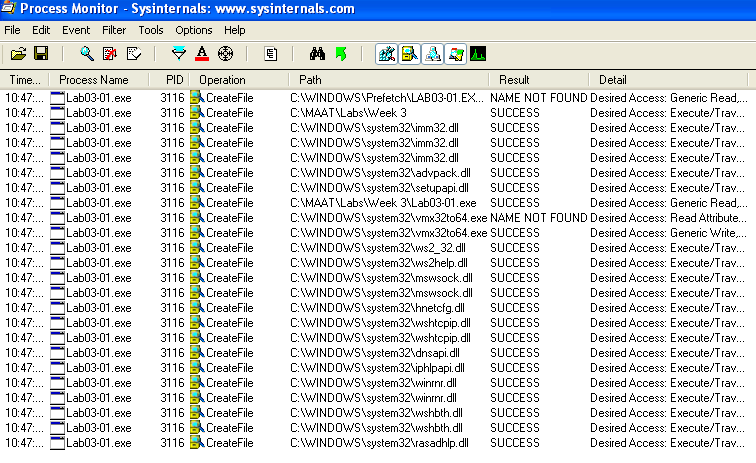 Process Monitor - Sysinternals: www.sysinternals.com
File Edit Event Filter Tools Options Help
Time... Process Name PID Operation Path Result Detail
10:47:... Lab03-01.exe 3116 CreateFile C:\WINDOWS\Prefetch\LAB03-01.EX... NAME NOT FOUND Desired Access: Generic Read,...
10:47:... Lab03-01.exe 3116 CreateFile C:\MAAT\Labs\Week 3 SUCCESS Desired Access: Execute/Trav...
10:47:... Lab03-01.exe 3116 CreateFile C:\WINDOWS\system32\imm32.dll SUCCESS Desired Access: Execute/Trav...
10:47:... Lab03-01.exe 3116 CreateFile C:\WINDOWS\system32\imm32.dll SUCCESS Desired Access: Execute/Trav...
10:47:... Lab03-01.exe 3116 CreateFile C:\WINDOWS\system32\imm32.dll SUCCESS Desired Access: Execute/Trav...
10:47:... Lab03-01.exe 3116 CreateFile C:\WINDOWS\system32\advpack.dll SUCCESS Desired Access: Execute/Trav...
10:47:... Lab03-01.exe 3116 CreateFile C:\WINDOWS\system32\setupapi.dll SUCCESS Desired Access: Execute/Trav...
10:47:... Lab03-01.exe 3116 CreateFile C:\MAAT\Labs\Week 3\Lab03-01.exe SUCCESS Desired Access: Generic Read,...
10:47:... Lab03-01.exe 3116 CreateFile C:\WINDOWS\system32\vmx32to64.exe NAME NOT FOUND Desired Access: Read Attribute...
10:47:... Lab03-01.exe 3116 CreateFile C:\WINDOWS\system32\vmx32to64.exe SUCCESS Desired Access: Generic Write,...
10:47:... Lab03-01.exe 3116 CreateFile C:\WINDOWS\system32\ws2_32.dll SUCCESS Desired Access: Execute/Trav...
10:47:... Lab03-01.exe 3116 CreateFile C:\WINDOWS\system32\ws2help.dll SUCCESS Desired Access: Execute/Trav...
10:47:... Lab03-01.exe 3116 CreateFile C:\WINDOWS\system32\mswsock.dll SUCCESS Desired Access: Execute/Trav...
10:47:... Lab03-01.exe 3116 CreateFile C:\WINDOWS\system32\mswsock.dll SUCCESS Desired Access: Execute/Trav...
10:47:... Lab03-01.exe 3116 CreateFile C:\WINDOWS\system32\hnetcfg.dll SUCCESS Desired Access: Execute/Trav...
10:47:... Lab03-01.exe 3116 CreateFile C:\WINDOWS\system32\wshtcpip.dll SUCCESS Desired Access: Execute/Trav...
10:47:... Lab03-01.exe 3116 CreateFile C:\WINDOWS\system32\wshtcpip.dll SUCCESS Desired Access: Execute/Trav...
10:47:... Lab03-01.exe 3116 CreateFile C:\WINDOWS\system32\dnsapi.dll SUCCESS Desired Access: Execute/Trav...
10:47:... Lab03-01.exe 3116 CreateFile C:\WINDOWS\system32\iphlpapi.dll SUCCESS Desired Access: Execute/Trav...
10:47:... Lab03-01.exe 3116 CreateFile C:\WINDOWS\system32\winrnr.dll SUCCESS Desired Access: Execute/Trav...
10:47:... Lab03-01.exe 3116 CreateFile C:\WINDOWS\system32\winrnr.dll SUCCESS Desired Access: Execute/Trav...
10:47:... Lab03-01.exe 3116 CreateFile C:\WINDOWS\system32\wshbth.dll SUCCESS Desired Access: Execute/Trav...
10:47:... Lab03-01.exe 3116 CreateFile C:\WINDOWS\system32\wshbth.dll SUCCESS Desired Access: Execute/Trav...
10:47:... Lab03-01.exe 3116 CreateFile C:\WINDOWS\system32\rasadhlp.dll SUCCESS Desired Access: Execute/Trav...